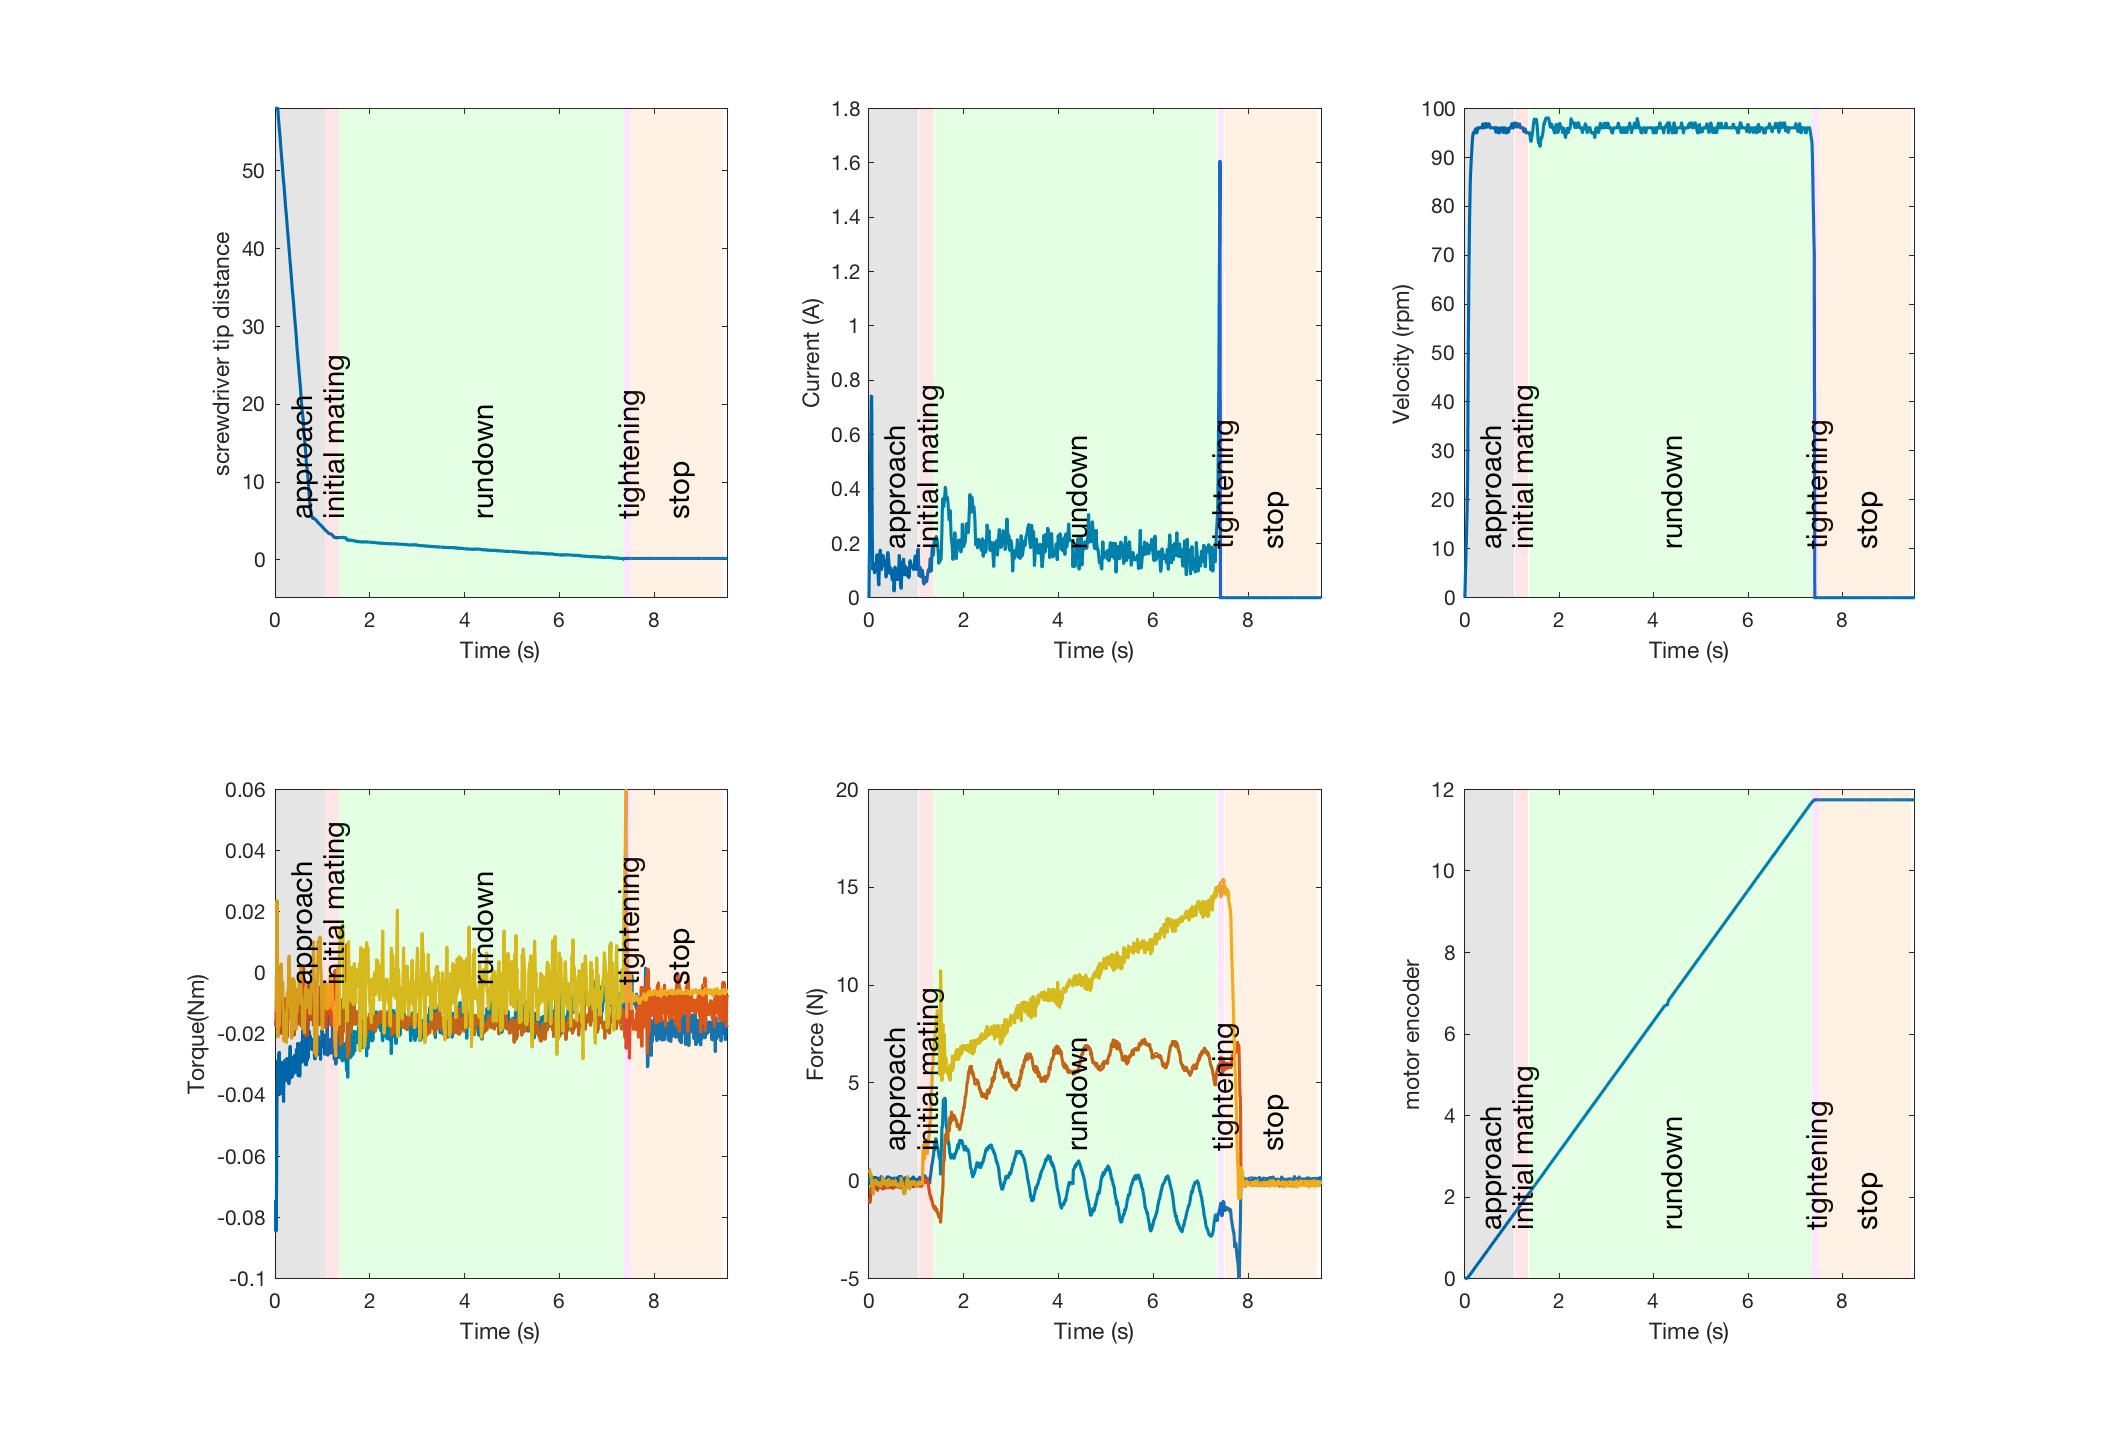 50
40
30
20
10
0
screwdriver tip distance
approach
initial mating
rundown
tightening
stop
0 2 4 6 8
Time (s)
1.8
1.6
1.4
1.2
1
0.8
0.6
0.4
0.2
0
Current (A)
approach
initial mating
rundown
tightening
stop
0 2 4 6 8
Time (s)
100
90
80
70
60
50
40
30
20
10
0
Velocity (rpm)
approach
initial mating
rundown
tightening
stop
0 2 4 6 8
Time (s)
0.06
0.04
0.02
0
-0.02
-0.04
-0.06
-0.08
-0.1
Torque(Nm)
approach
initial mating
rundown
tightening
stop
0 2 4 6 8
Time (s)
20
15
10
5
0
-5
Force (N)
approach
initial mating
rundown
tightening
stop
0 2 4 6 8
Time (s)
12
10
8
6
4
2
0
motor encoder
approach
initial mating
rundown
tightening
stop
0 2 4 6 8
Time (s)